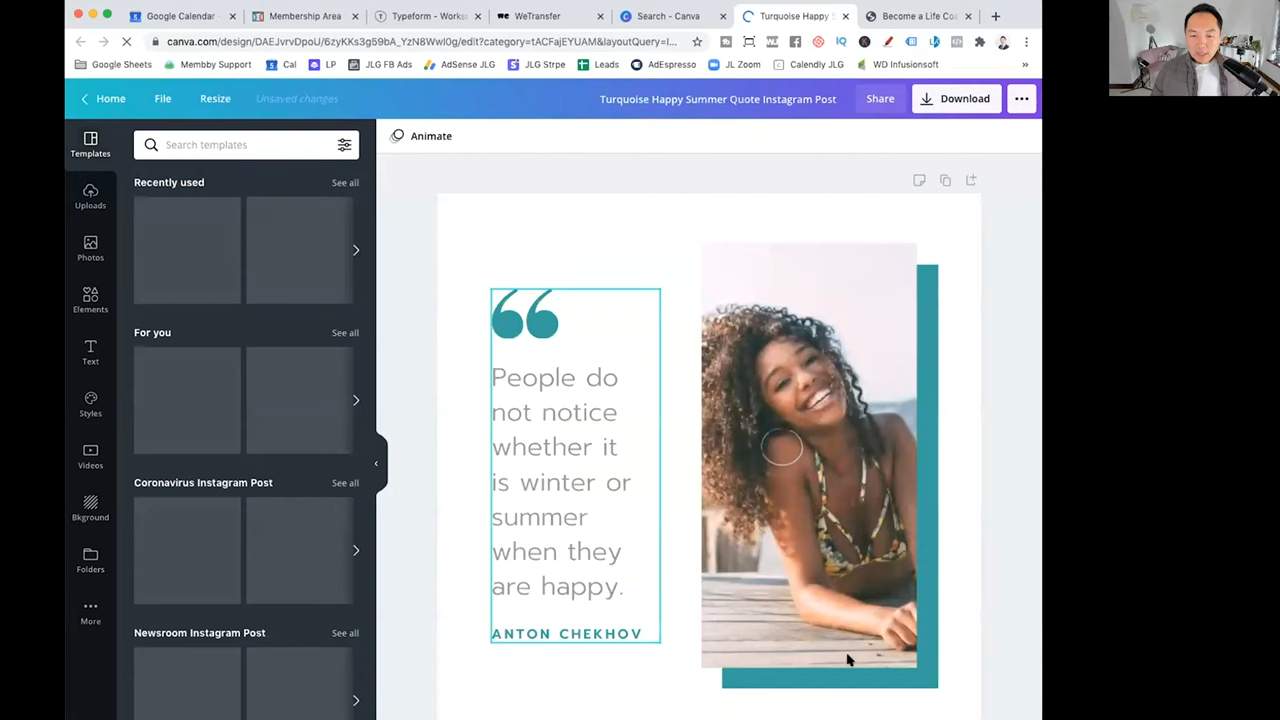 Google Calendar
Membership Area
Typeform - Works
WeTransfer
Search - Canva
Turquoise Happy S
Become a Life Co
canva.com/design/DAEJvrvDpoU/6zyKKs3g59bA_YzN8Wwl0g/edit?category=tACFajEYUAM&layoutQuery=l...
Google Sheets
Membby Support
Cal
LP
JLG FB Ads
AdSense JLG
JLG Stripe
Leads
AdEspresso
JL Zoom
Calendly JLG
WD Infusionsoft
Home
File
Resize
Unsaved changes
Turquoise Happy Summer Quote Instagram Post
Share
Download
Templates
Uploads
Photos
Elements
Text
Styles
Videos
Bkground
Folders
More
Search templates
Recently used
See all
For you
See all
Coronavirus Instagram Post
See all
Newsroom Instagram Post
See all
Animate
“
People do
not notice
whether it
is winter or
summer
when they
are happy.
ANTON CHEKHOV